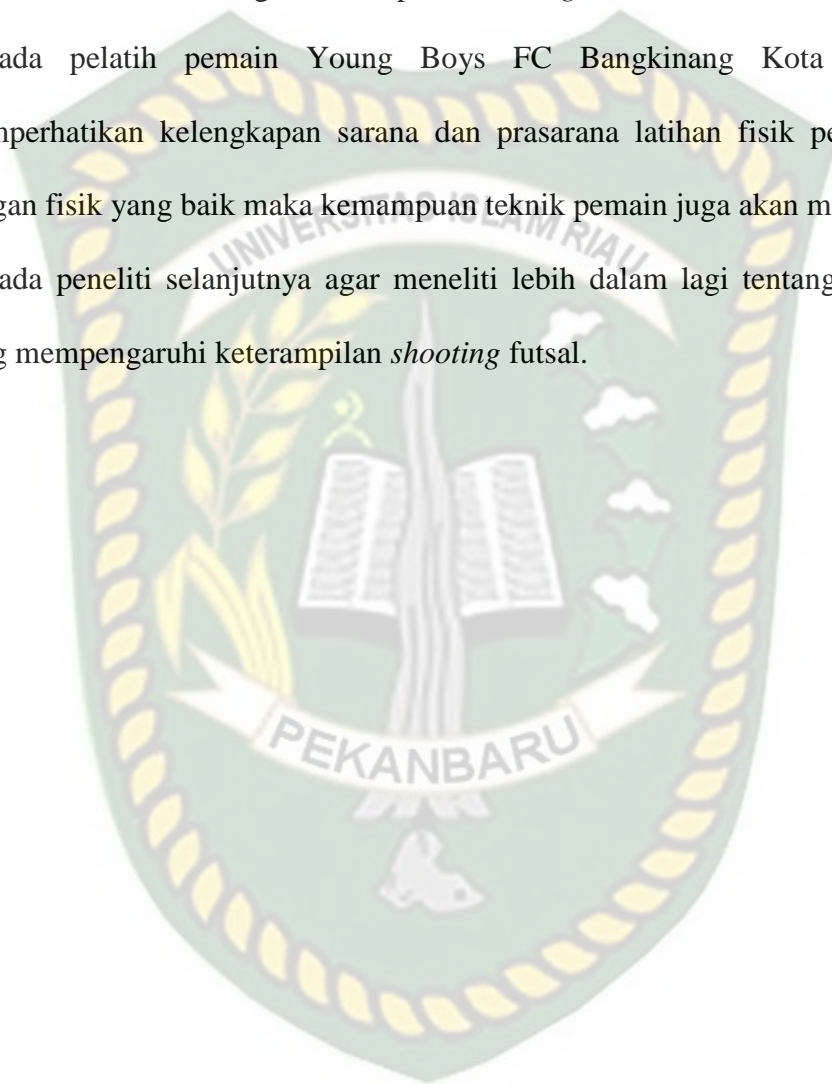 ada pelatih pemain Young Boys FC Bangkinang Kota
nperhatikan kelengkapan sarana dan prasarana latihan fisik pe
gan fisik yang baik maka kemampuan teknik pemain juga akan m
ada peneliti selanjutnya agar meneliti lebih dalam lagi tentang
g mempengaruhi keterampilan shooting futsal.
UNIVERSITAS ISLAM RIAU
PEKANBARU